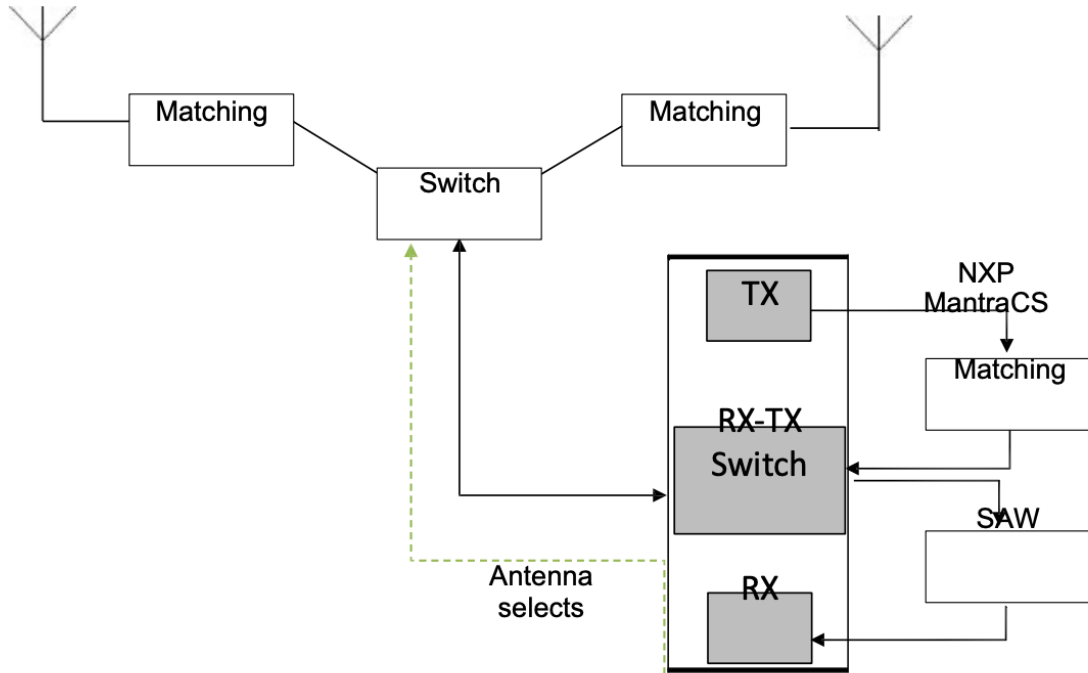 Matching
Matching
Switch
TX
NXP
MantraCS
Matching
RX-TX
Switch
SAW
Antenna
selects
RX